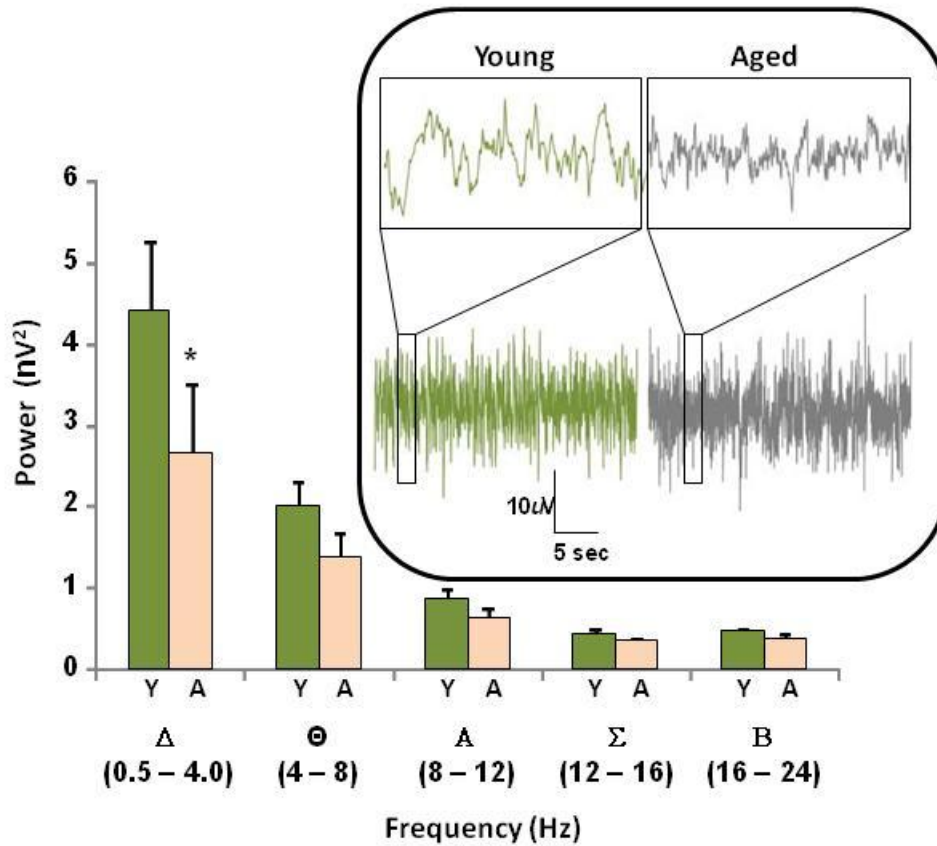 Young Aged
6
5
4
3
2
1
0
Power (nV²)
*
10uV
5 sec
Y A Y A Y A Y A Y A
Δ Θ Α Σ Β
(0.5 – 4.0) (4 – 8) (8 – 12) (12 – 16) (16 – 24)
Frequency (Hz)